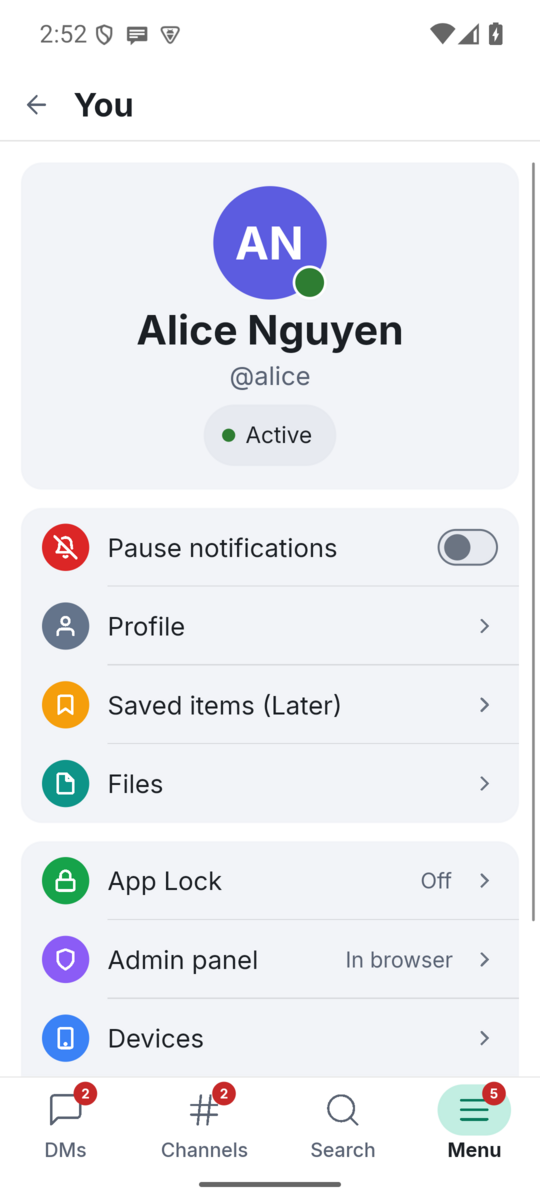 2:52
You
AN
Alice Nguyen
@alice
Active
Pause notifications
Profile
Saved items (Later)
Files
App Lock Off
Admin panel In browser
Devices
2 2 5
DMs Channels Search Menu